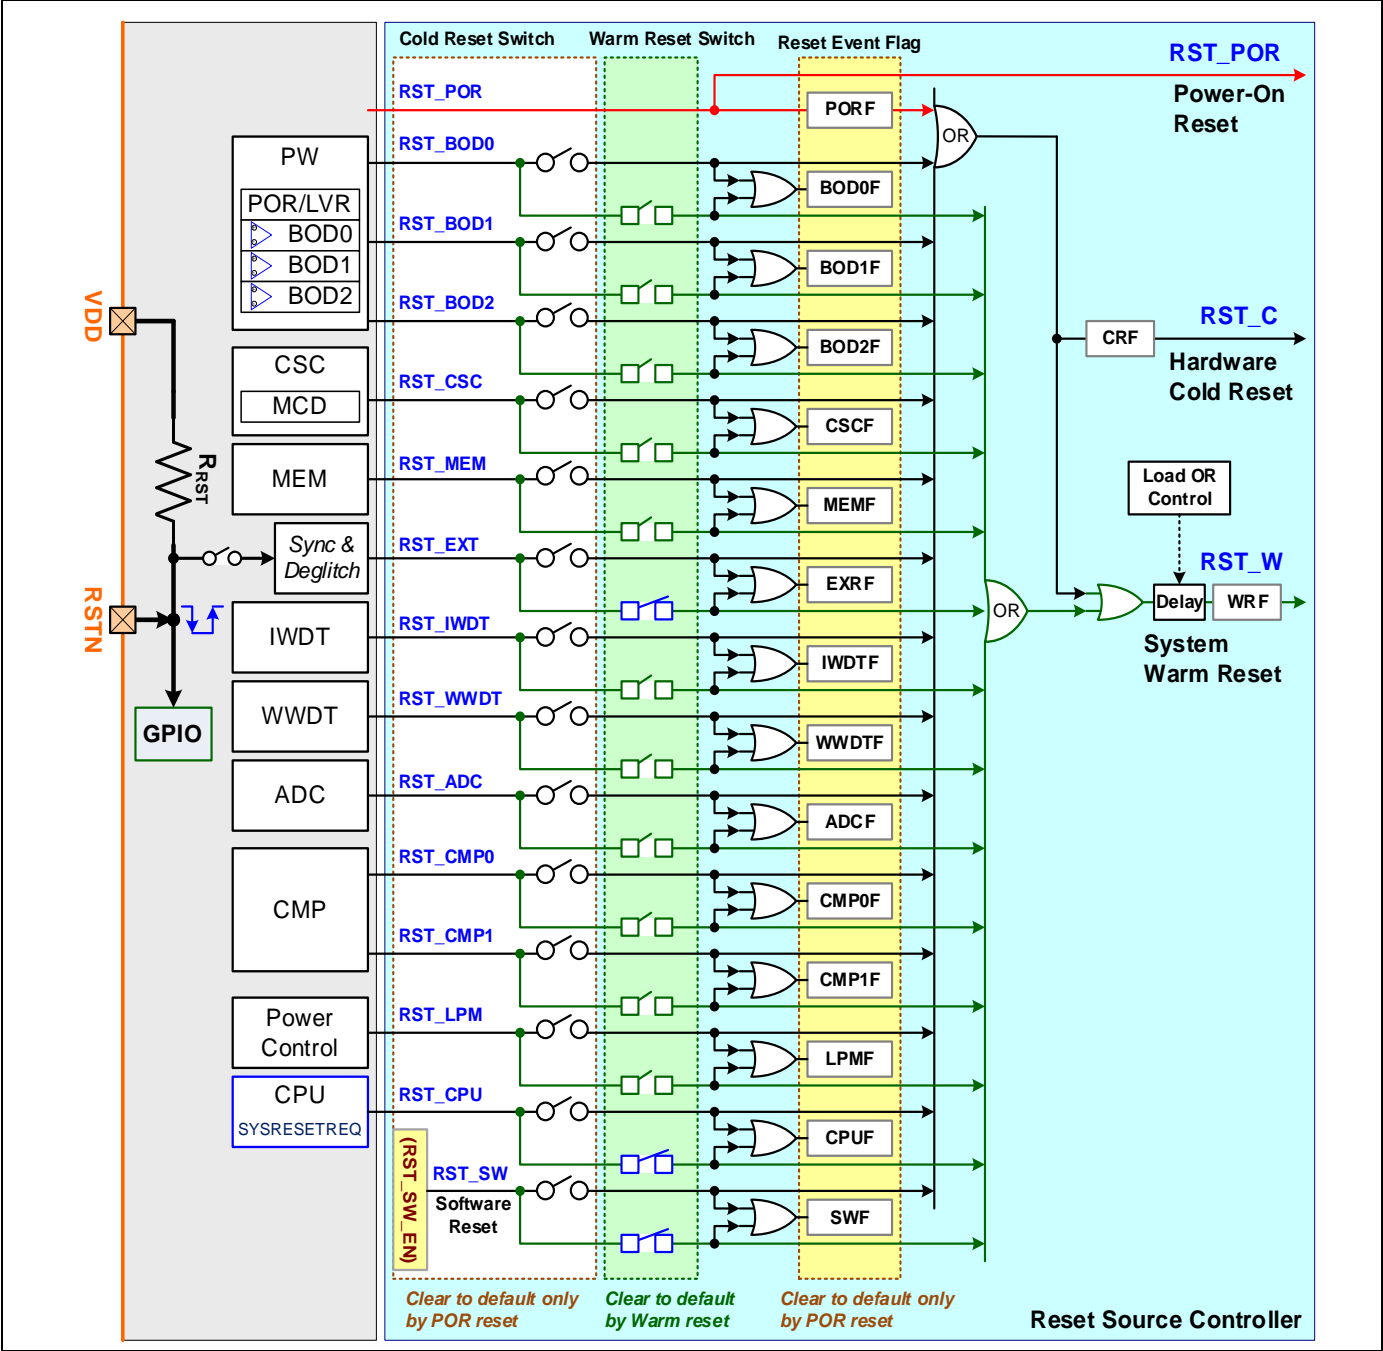 Cold Reset Switch
Warm Reset Switch
Reset Event Flag
RST_POR
Power-On
Reset
RST_POR
PORF
OR
PW
POR/LVR
BOD0
BOD1
BOD2
RST_BOD0
BOD0F
RST_BOD1
BOD1F
RST_BOD2
BOD2F
VDD
CSC
MCD
RST_CSC
CSCF
CRF
RST_C
Hardware
Cold Reset
RRST
MEM
RST_MEM
MEMF
Load OR
Control
Sync &
Deglitch
RST_EXT
EXRF
OR
Delay
WRF
RST_W
System
Warm Reset
RSTN
IWDT
RST_IWDT
IWDTF
GPIO
WWDT
RST_WWDT
WWDTF
ADC
RST_ADC
ADCF
CMP
RST_CMP0
CMP0F
RST_CMP1
CMP1F
Power
Control
RST_LPM
LPMF
CPU
SYSRESETREQ
RST_CPU
CPUF
(RST_SW_EN)
RST_SW
Software
Reset
SWF
Clear to default only
by POR reset
Clear to default
by Warm reset
Clear to default only
by POR reset
Reset Source Controller